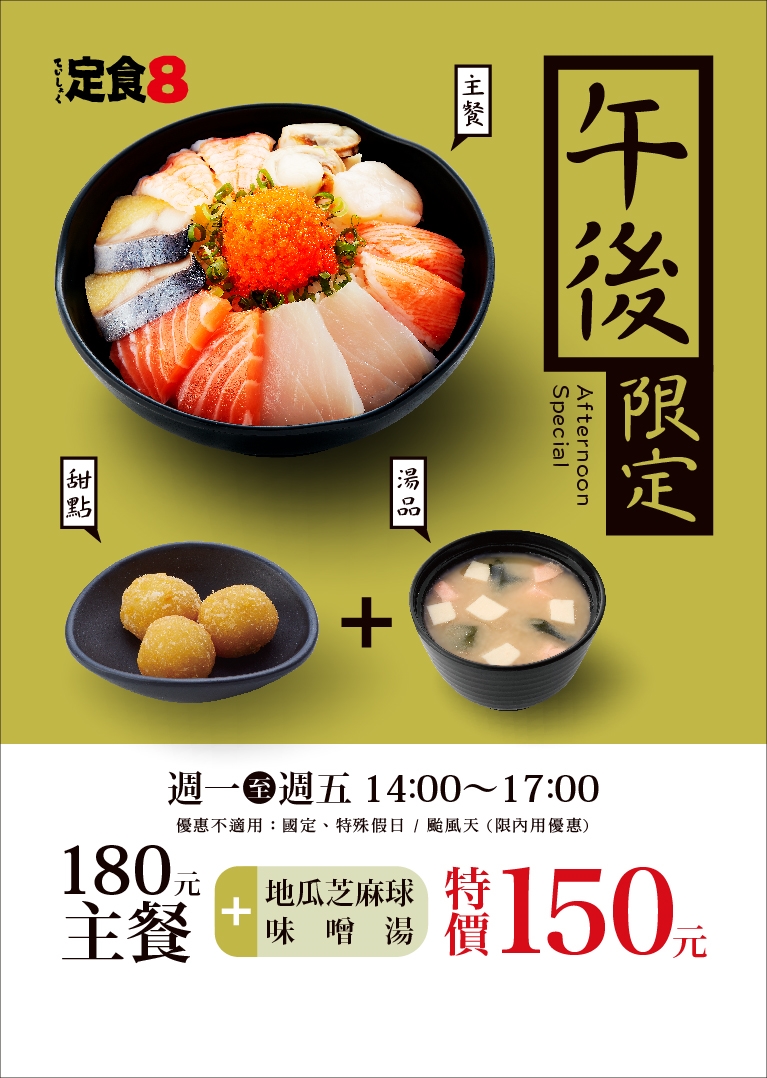 ていしょく
定食8
主餐
午後
限定
Afternoon
Special
甜點
湯品
+
週一至週五 14:00～17:00
優惠不適用：國定、特殊假日 / 颱風天（限內用優惠）
180元
主餐
+
地瓜芝麻球
味噌湯
特價150元